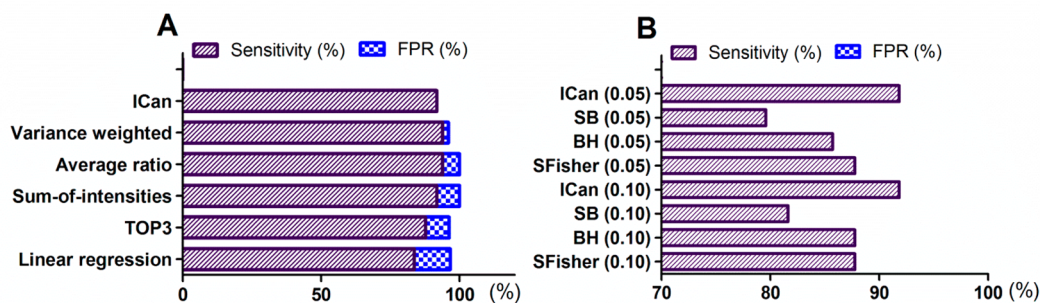 A
Sensitivity (%) FPR (%)
ICan
Variance weighted
Average ratio
Sum-of-intensities
TOP3
Linear regression
0 50 100 (%)
B
Sensitivity (%) FPR (%)
ICan (0.05)
SB (0.05)
BH (0.05)
SFisher (0.05)
ICan (0.10)
SB (0.10)
BH (0.10)
SFisher (0.10)
70 80 90 100 (%)